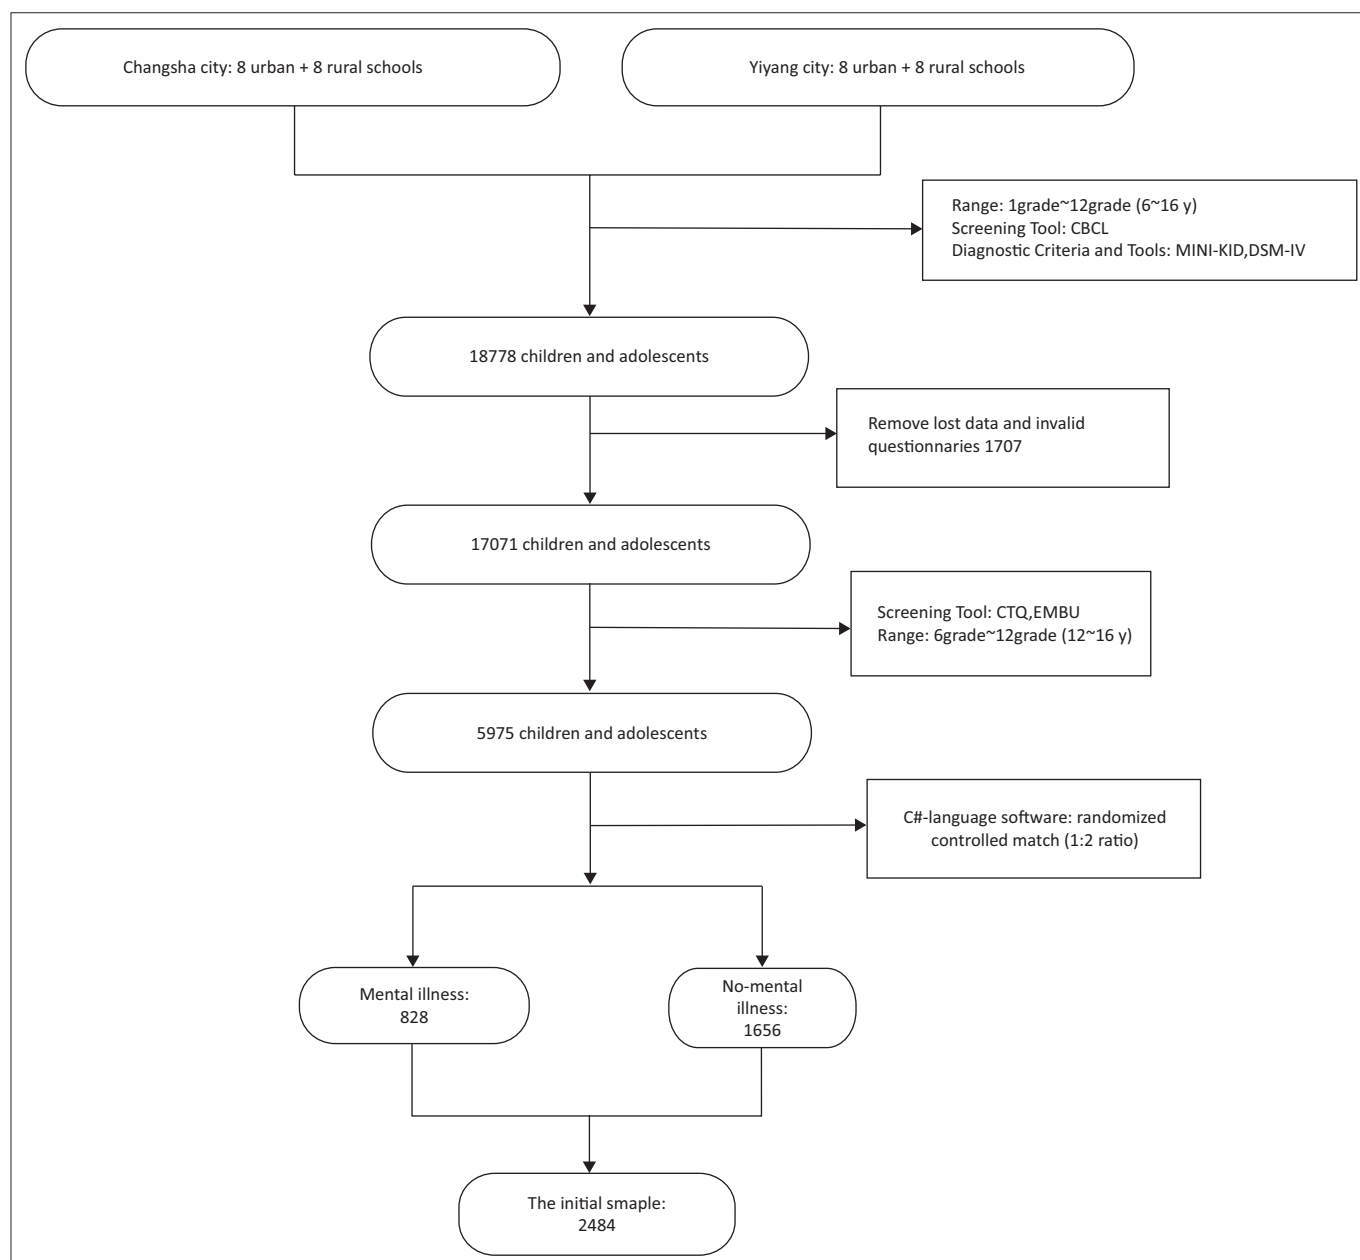 Changsha city: 8 urban + 8 rural schools
Yiyang city: 8 urban + 8 rural schools
Range: 1grade~12grade (6~16 y)
Screening Tool: CBCL
Diagnostic Criteria and Tools: MINI-KID,DSM-IV
18778 children and adolescents
Remove lost data and invalid
questionnaries 1707
17071 children and adolescents
Screening Tool: CTQ,EMBU
Range: 6grade~12grade (12~16 y)
5975 children and adolescents
C#-language software: randomized
controlled match (1:2 ratio)
Mental illness:
828
No-mental
illness:
1656
The initial smaple:
2484